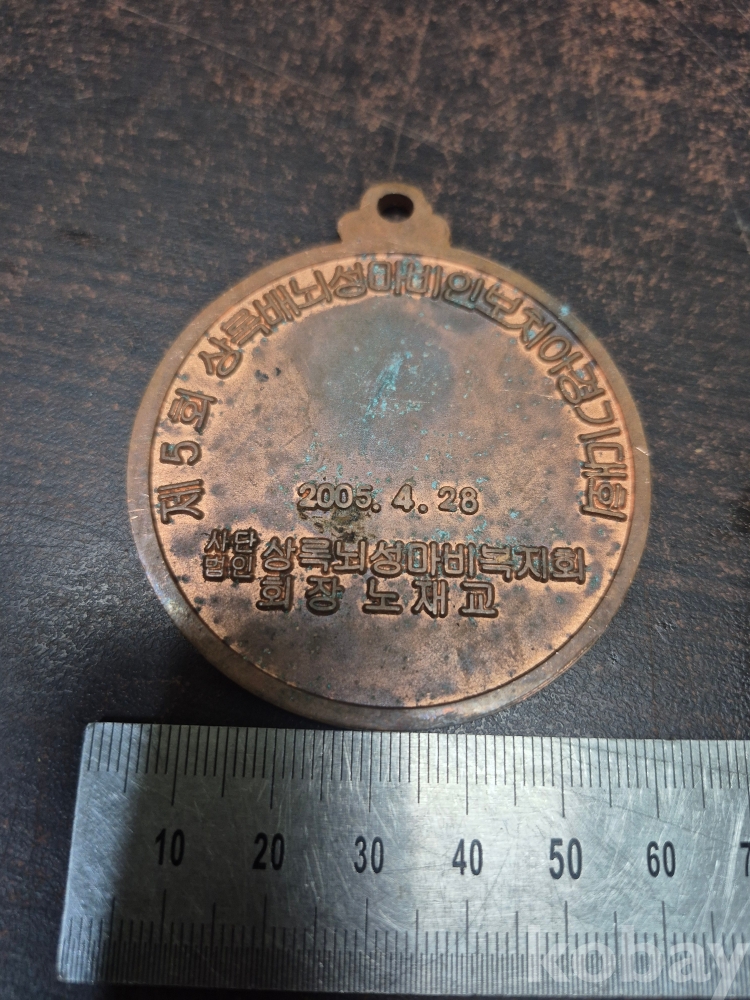 제 5 회 상록배뇌성마비인보치아경기대회
2005. 4. 28
사단법인 상록뇌성마비복지회
회장 노재교
10 20 30 40 50 60 7
kobay